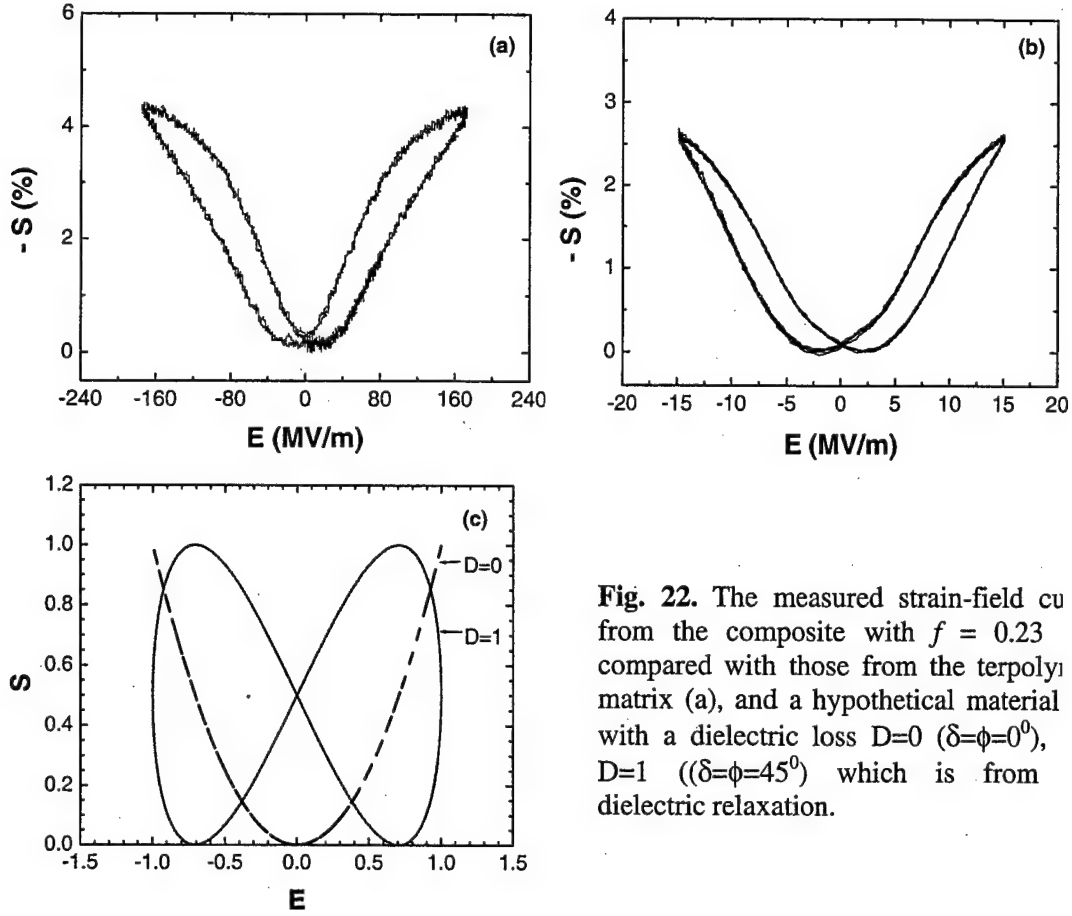 6
4
2
0
- S (%)
(a)
-240 -160 -80 0 80 160 240
E (MV/m)
4
3
2
1
0
- S (%)
(b)
-20 -15 -10 -5 0 5 10 15 20
E (MV/m)
1.2
1.0
0.8
0.6
0.4
0.2
0.0
S
(c)
D=0
D=1
-1.5 -1.0 -0.5 0.0 0.5 1.0 1.5
E
Fig. 22. The measured strain-field
from the composite with f = 0.23
compared with those from the
matrix (a), and a hypothetical material
with a dielectric loss D=0 (δ=ϕ=0⁰),
D=1 ((δ=ϕ=45⁰) which is from
dielectric relaxation.